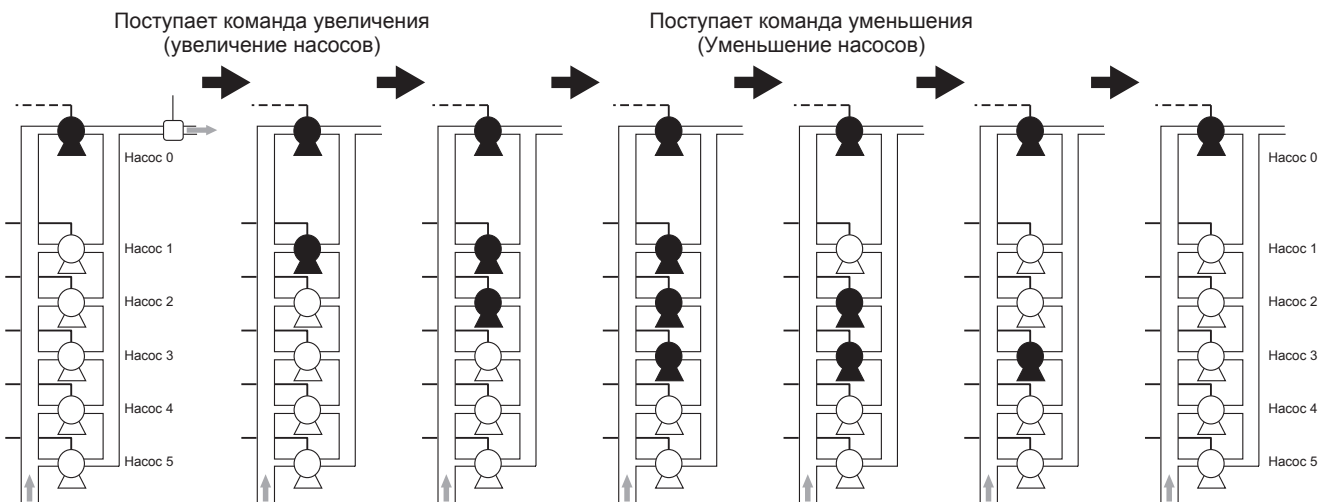 Поступает команда увеличения
(увеличение насосов)
Поступает команда уменьшения
(Уменьшение насосов)
Насос 0
Насос 1
Насос 2
Насос 3
Насос 4
Насос 5
Насос 0
Насос 1
Насос 2
Насос 3
Насос 4
Насос 5